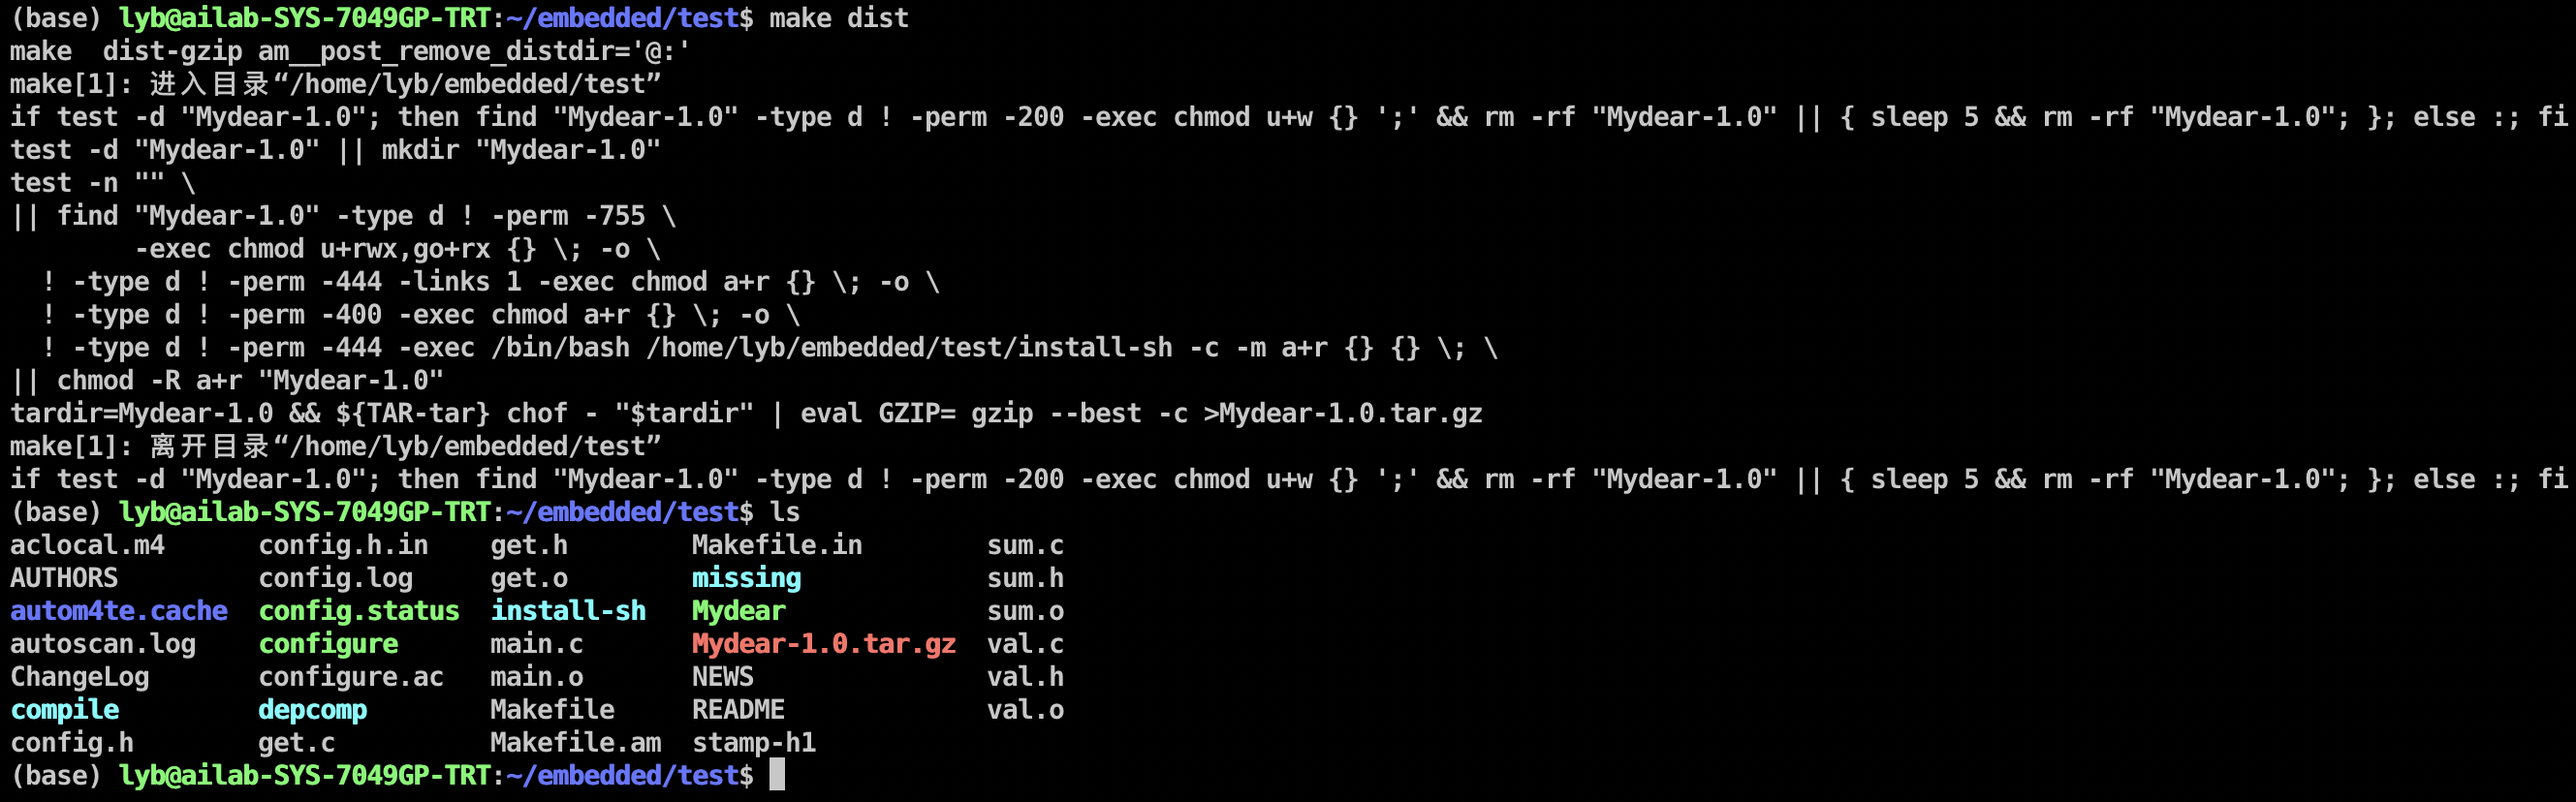 (base) lyb@ailab-SYS-7049GP-TRT:~/embedded/test$ make dist
make  dist-gzip am__post_remove_distdir='@:'
make[1]: 进入目录“/home/lyb/embedded/test”
if test -d "Mydear-1.0"; then find "Mydear-1.0" -type d ! -perm -200 -exec chmod u+w {} ';' && rm -rf "Mydear-1.0" || { sleep 5 && rm -rf "Mydear-1.0"; }; else :; fi
test -d "Mydear-1.0" || mkdir "Mydear-1.0"
test -n "" \
|| find "Mydear-1.0" -type d ! -perm -755 \
        -exec chmod u+rwx,go+rx {} \; -o \
  ! -type d ! -perm -444 -links 1 -exec chmod a+r {} \; -o \
  ! -type d ! -perm -400 -exec chmod a+r {} \; -o \
  ! -type d ! -perm -444 -exec /bin/bash /home/lyb/embedded/test/install-sh -c -m a+r {} {} \; \
|| chmod -R a+r "Mydear-1.0"
tardir=Mydear-1.0 && ${TAR-tar} chof - "$tardir" | eval GZIP= gzip --best -c >Mydear-1.0.tar.gz
make[1]: 离开目录“/home/lyb/embedded/test”
if test -d "Mydear-1.0"; then find "Mydear-1.0" -type d ! -perm -200 -exec chmod u+w {} ';' && rm -rf "Mydear-1.0" || { sleep 5 && rm -rf "Mydear-1.0"; }; else :; fi
(base) lyb@ailab-SYS-7049GP-TRT:~/embedded/test$ ls
aclocal.m4      config.h.in    get.h        Makefile.in        sum.c
AUTHORS         config.log     get.o        missing            sum.h
autom4te.cache  config.status  install-sh   Mydear             sum.o
autoscan.log    configure      main.c       Mydear-1.0.tar.gz  val.c
ChangeLog       configure.ac   main.o       NEWS               val.h
compile         depcomp        Makefile     README             val.o
config.h        get.c          Makefile.am  stamp-h1
(base) lyb@ailab-SYS-7049GP-TRT:~/embedded/test$